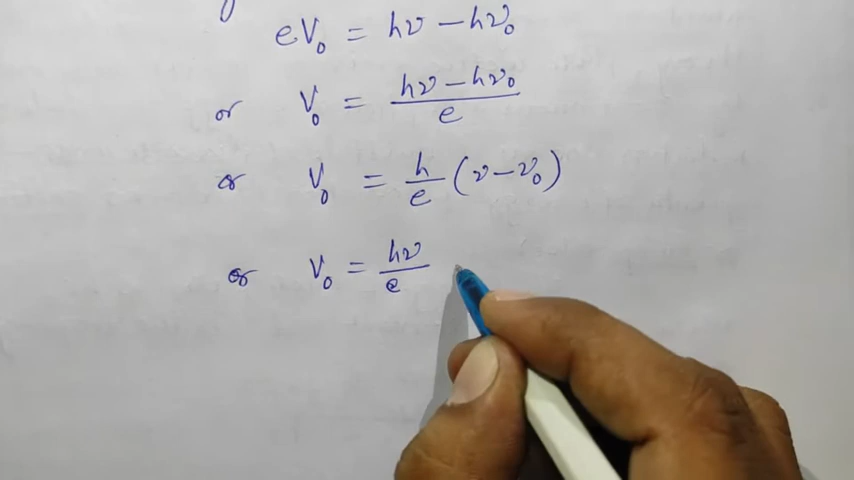 eV₀ = hν − hν₀
or V₀ = (hν − hν₀)/e
or V₀ = h/e (ν − ν₀)
or V₀ = hν/e